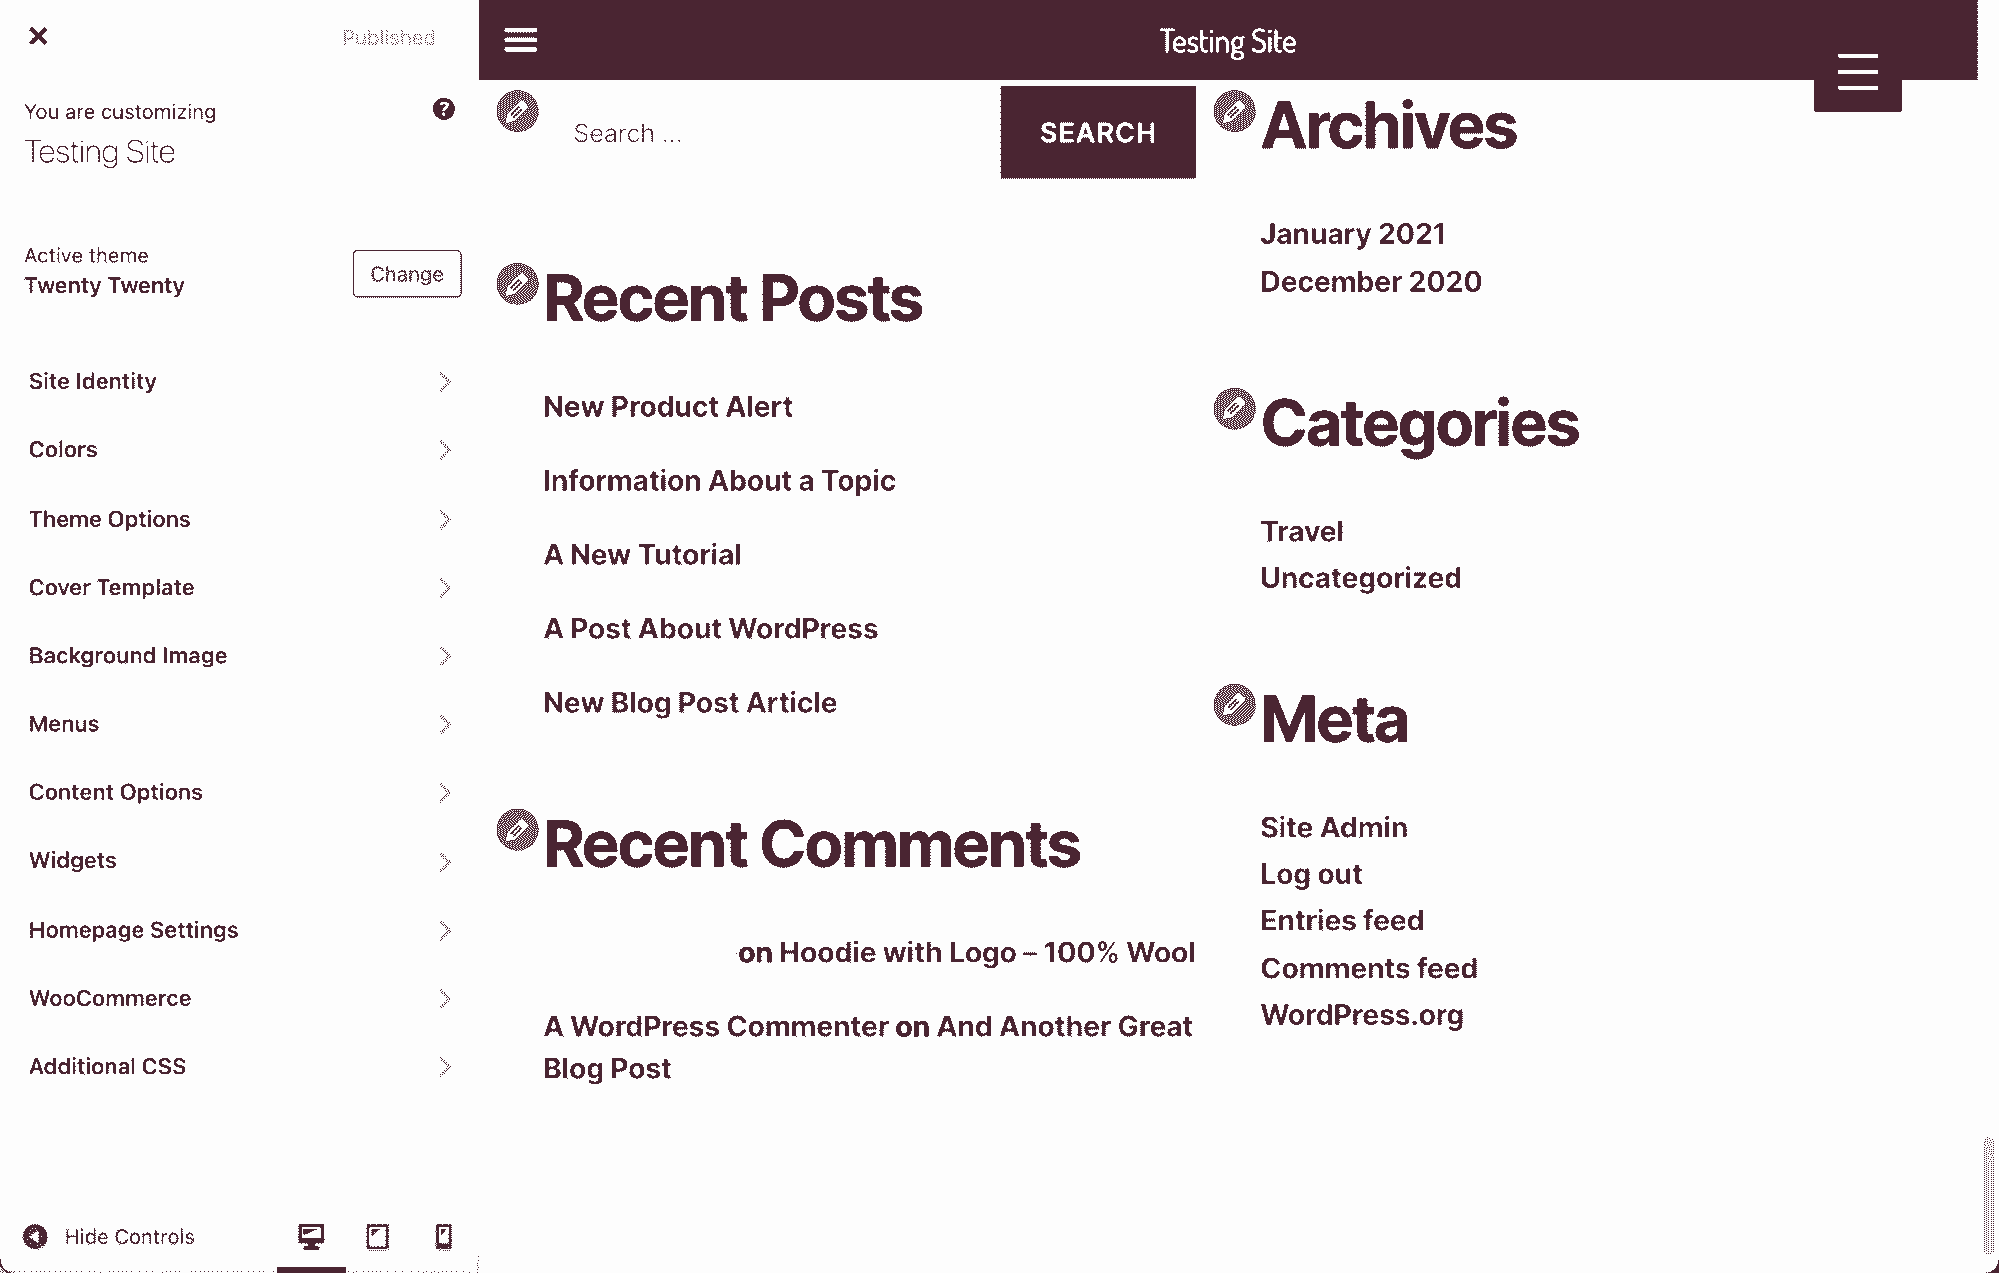 Published
You are customizing
Testing Site
Active theme
Twenty Twenty
Change
Site Identity
Colors
Theme Options
Cover Template
Background Image
Menus
Content Options
Widgets
Homepage Settings
WooCommerce
Additional CSS
Hide Controls
Testing Site
Search ...
SEARCH
Recent Posts
New Product Alert
Information About a Topic
A New Tutorial
A Post About WordPress
New Blog Post Article
Recent Comments
on Hoodie with Logo – 100% Wool
A WordPress Commenter on And Another Great
Blog Post
Archives
January 2021
December 2020
Categories
Travel
Uncategorized
Meta
Site Admin
Log out
Entries feed
Comments feed
WordPress.org